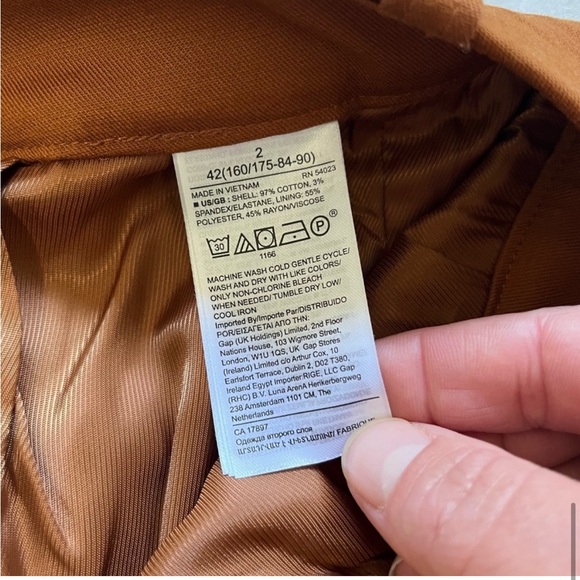 2
42(160/175-84-90)
MADE IN VIETNAM RN 54023
■ US/GB : SHELL: 97% COTTON, 3%
SPANDEX/ELASTANE, LINING: 55%
POLYESTER, 45% RAYON/VISCOSE
30 P ®
1166
MACHINE WASH COLD GENTLE CYCLE/
WASH AND DRY WITH LIKE COLORS/
ONLY NON-CHLORINE BLEACH
WHEN NEEDED/ TUMBLE DRY LOW/
COOL IRON
Imported By/Importe Par/DISTRIBUIDO
POR/ΕΙΣΑΓΕΤΑΙ ΑΠΟ ΤΗΝ:
Gap (UK Holdings) Limited, 2nd Floor
Nations House, 103 Wigmore Street,
London, W1U 1QS, UK Gap Stores
(Ireland) Limited c/o Arthur Cox, 10
Earlsfort Terrace, Dublin 2, D02 T380,
Ireland Egypt Importer:RIGE, LLC Gap
(RHC) B.V. Luna ArenA Herikerbergweg
238 Amsterdam 1101 CM, The
Netherlands
CA 17897
Одежда второго слоя
FABRIQUÉ